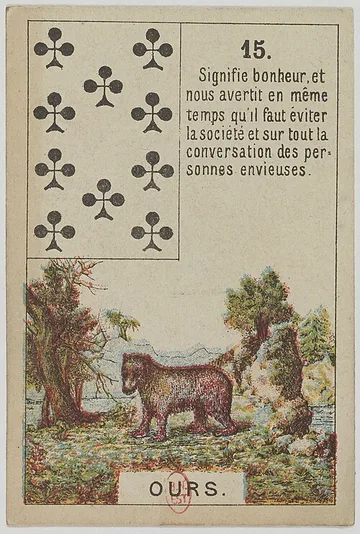 15.
Signifie bonheur, et
nous avertit en même
temps qu'il faut éviter
la société et sur tout la
conversation des per-
sonnes envieuses.
OURS.